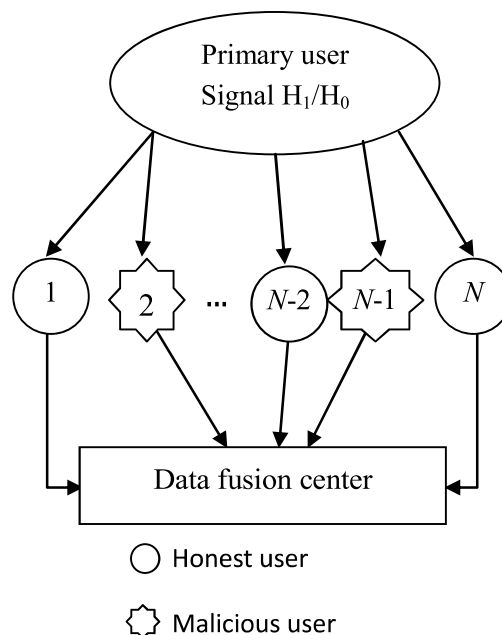 Primary user
Signal H₁/H₀
1
2
...
N-2
N-1
N
Data fusion center
Honest user
Malicious user